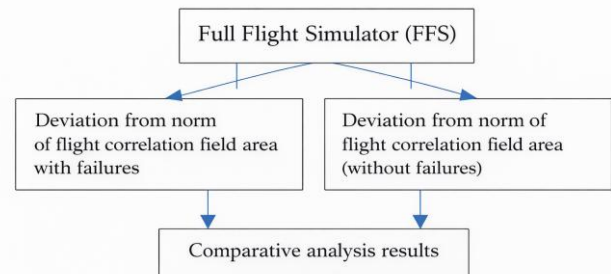 Full Flight Simulator (FFS)
Deviation from norm
of flight correlation field area
with failures
Deviation from norm of
flight correlation field area
(without failures)
Comparative analysis results